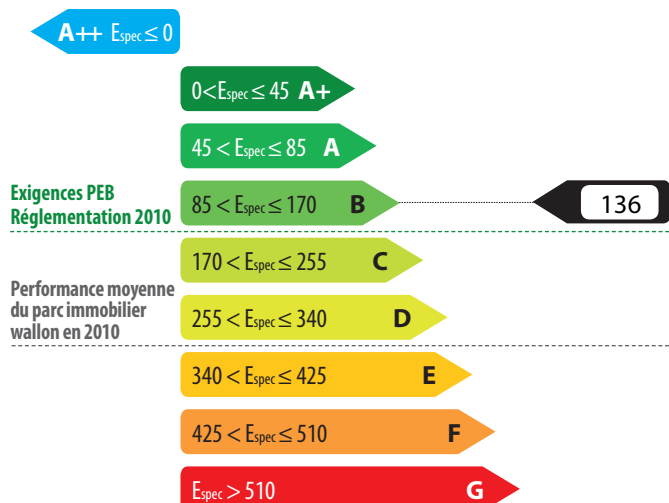 A++ Espec ≤ 0
0<Espec ≤ 45 A+
45 < Espec ≤ 85 A
Exigences PEB
Réglementation 2010
85 < Espec ≤ 170 B
136
170 < Espec ≤ 255 C
Performance moyenne
du parc immobilier
wallon en 2010
255 < Espec ≤ 340 D
340 < Espec ≤ 425 E
425 < Espec ≤ 510 F
Espec > 510 G